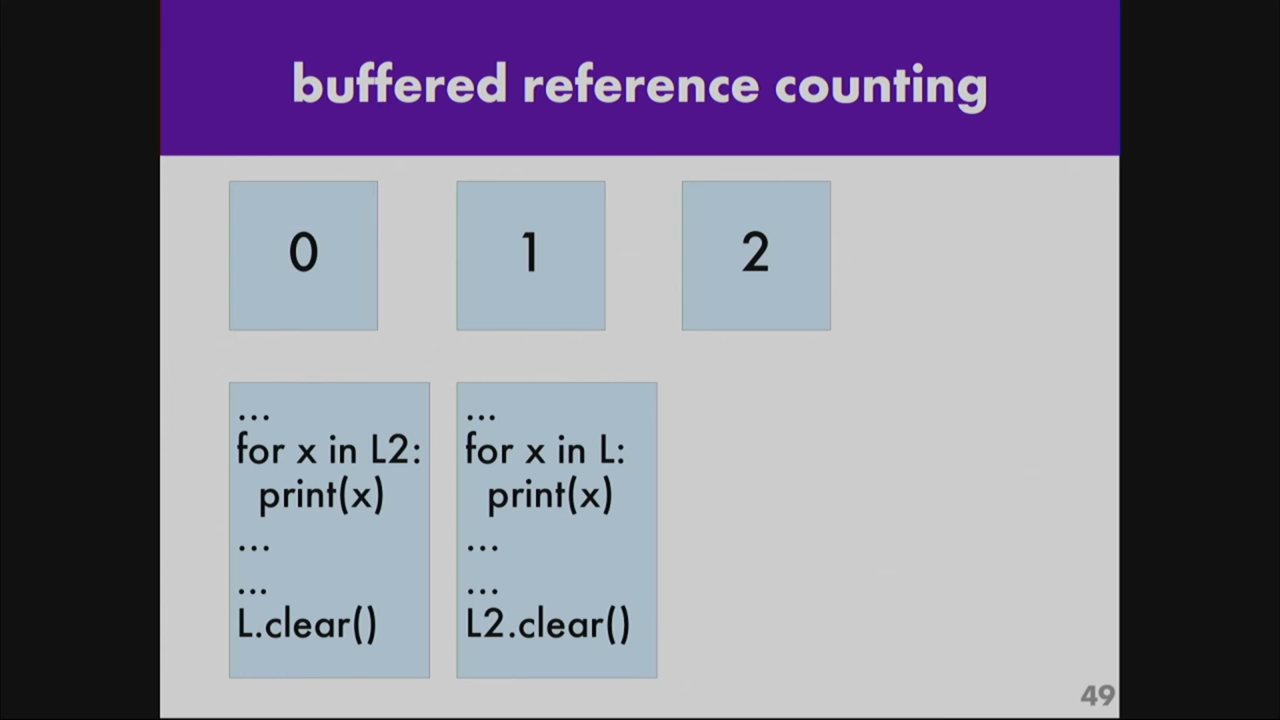 buffered reference counting
0
1
2
...
for x in L2:
print(x)
...
...
L.clear()
...
for x in L:
print(x)
...
...
L2.clear()
49